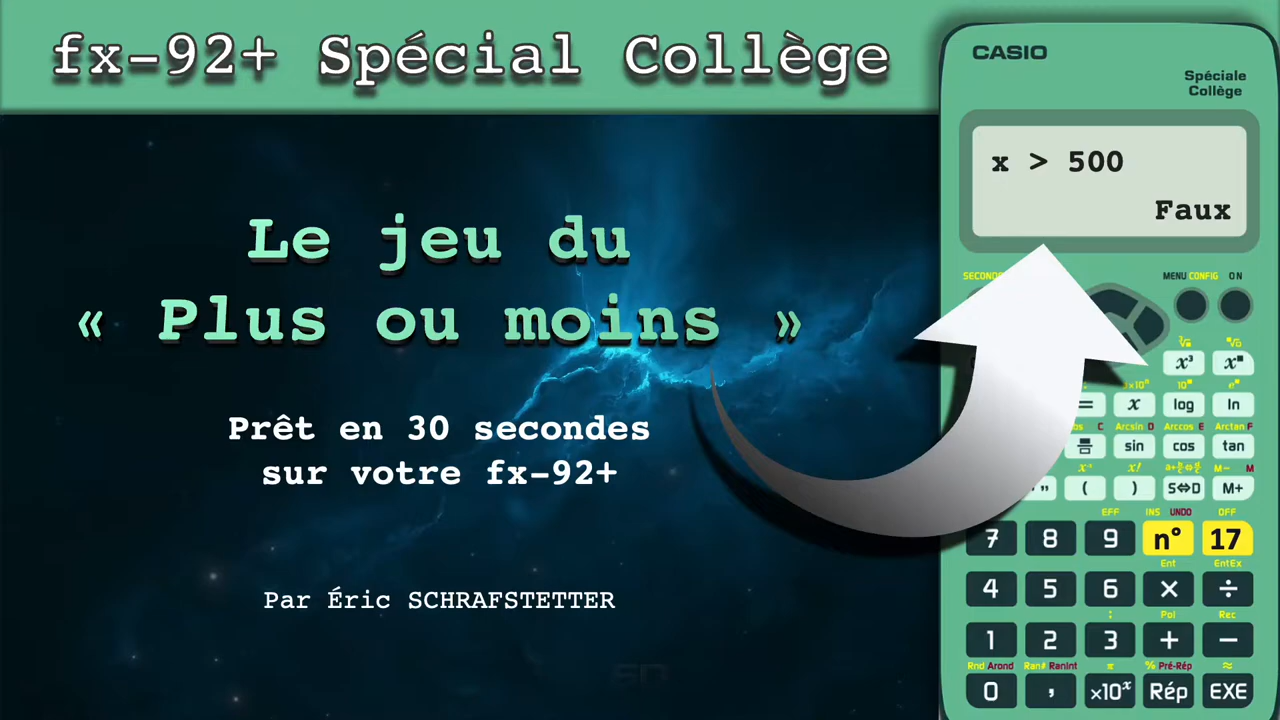 fx-92+ Spécial Collège
CASIO
Spéciale
Collège
x > 500
Faux
Le jeu du
« Plus ou moins »
Prêt en 30 secondes
sur votre fx-92+
Par Éric SCHRAFSTETTER
MENU CONFIG ON
x³ x■
= x log ln
Arcsin D Arccos E Arctan F
sin cos tan
x! M− M
( ) S⇔D M+
EFF INS UNDO OFF
7 8 9 n° 17
Ent EntEx
4 5 6 × ÷
: Pol Rec
1 2 3 + −
Rnd Arond Ran# RanInt π % Pré-Rép ≈
0 , ×10ˣ Rép EXE